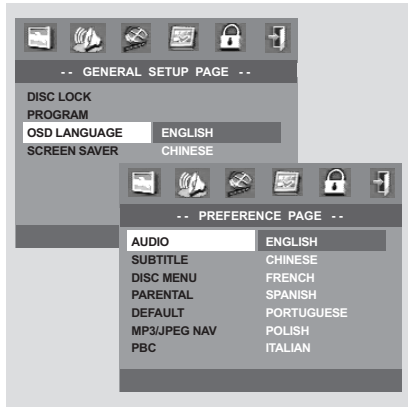 -- GENERAL SETUP PAGE --
DISC LOCK
PROGRAM
OSD LANGUAGE ENGLISH
SCREEN SAVER CHINESE
-- PREFERENCE PAGE --
AUDIO ENGLISH
SUBTITLE CHINESE
DISC MENU FRENCH
PARENTAL SPANISH
DEFAULT PORTUGUESE
MP3/JPEG NAV POLISH
PBC ITALIAN